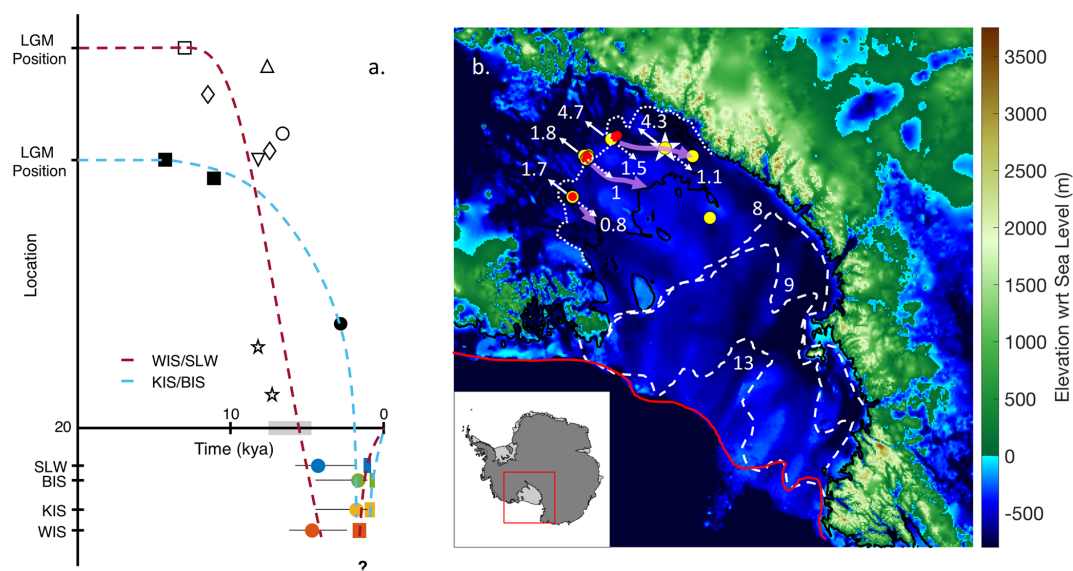 LGM
Position
a.
LGM
Position
Location
WIS/SLW
KIS/BIS
20
10
0
Time (kya)
SLW
BIS
KIS
WIS
?
b.
4.7
4.3
1.8
1.5
1.1
1.7
1
0.8
8
9
13
3500
3000
2500
2000
1500
1000
500
0
-500
Elevation wrt Sea Level (m)